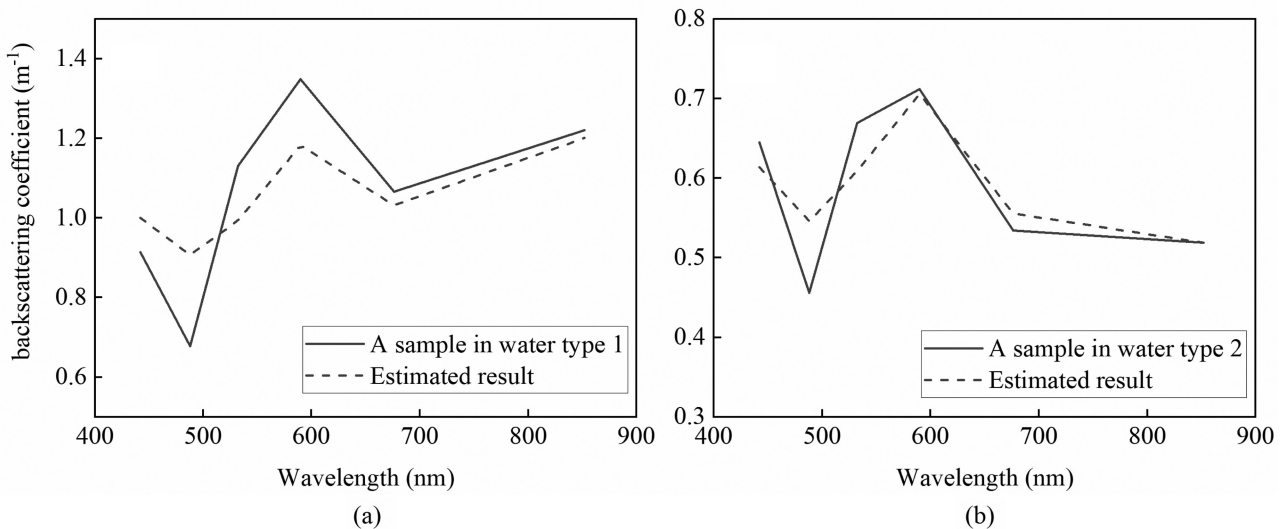 1.4
1.2
1.0
0.8
0.6
400
500
600
700
800
900
backscattering coefficient (m-1)
Wavelength (nm)
A sample in water type 1
Estimated result
(a)
0.8
0.7
0.6
0.5
0.4
0.3
400
500
600
700
800
900
Wavelength (nm)
A sample in water type 2
Estimated result
(b)